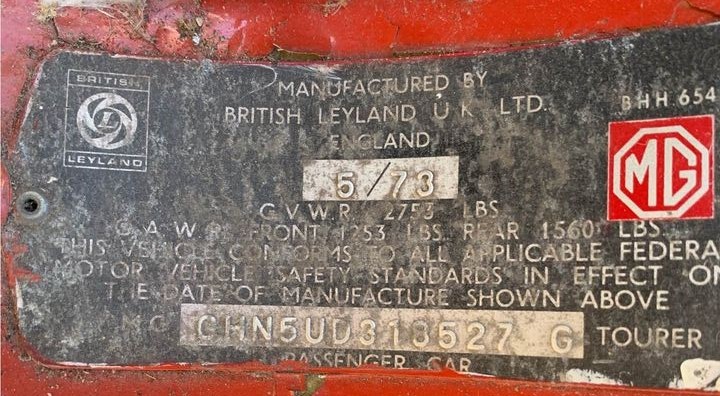 BRITISH
LEYLAND
MANUFACTURED BY
BRITISH LEYLAND U K LTD.
ENGLAND
BHH 654
MG
5/73
G.V.W.R. 2753 LBS
G.A.W.R. FRONT 1253 LBS REAR 1560 LBS
THIS VEHICLE CONFORMS TO ALL APPLICABLE FEDERA
MOTOR VEHICLE SAFETY STANDARDS IN EFFECT ON
THE DATE OF MANUFACTURE SHOWN ABOVE
M.G. GHN5UD313527 G TOURER
PASSENGER CAR